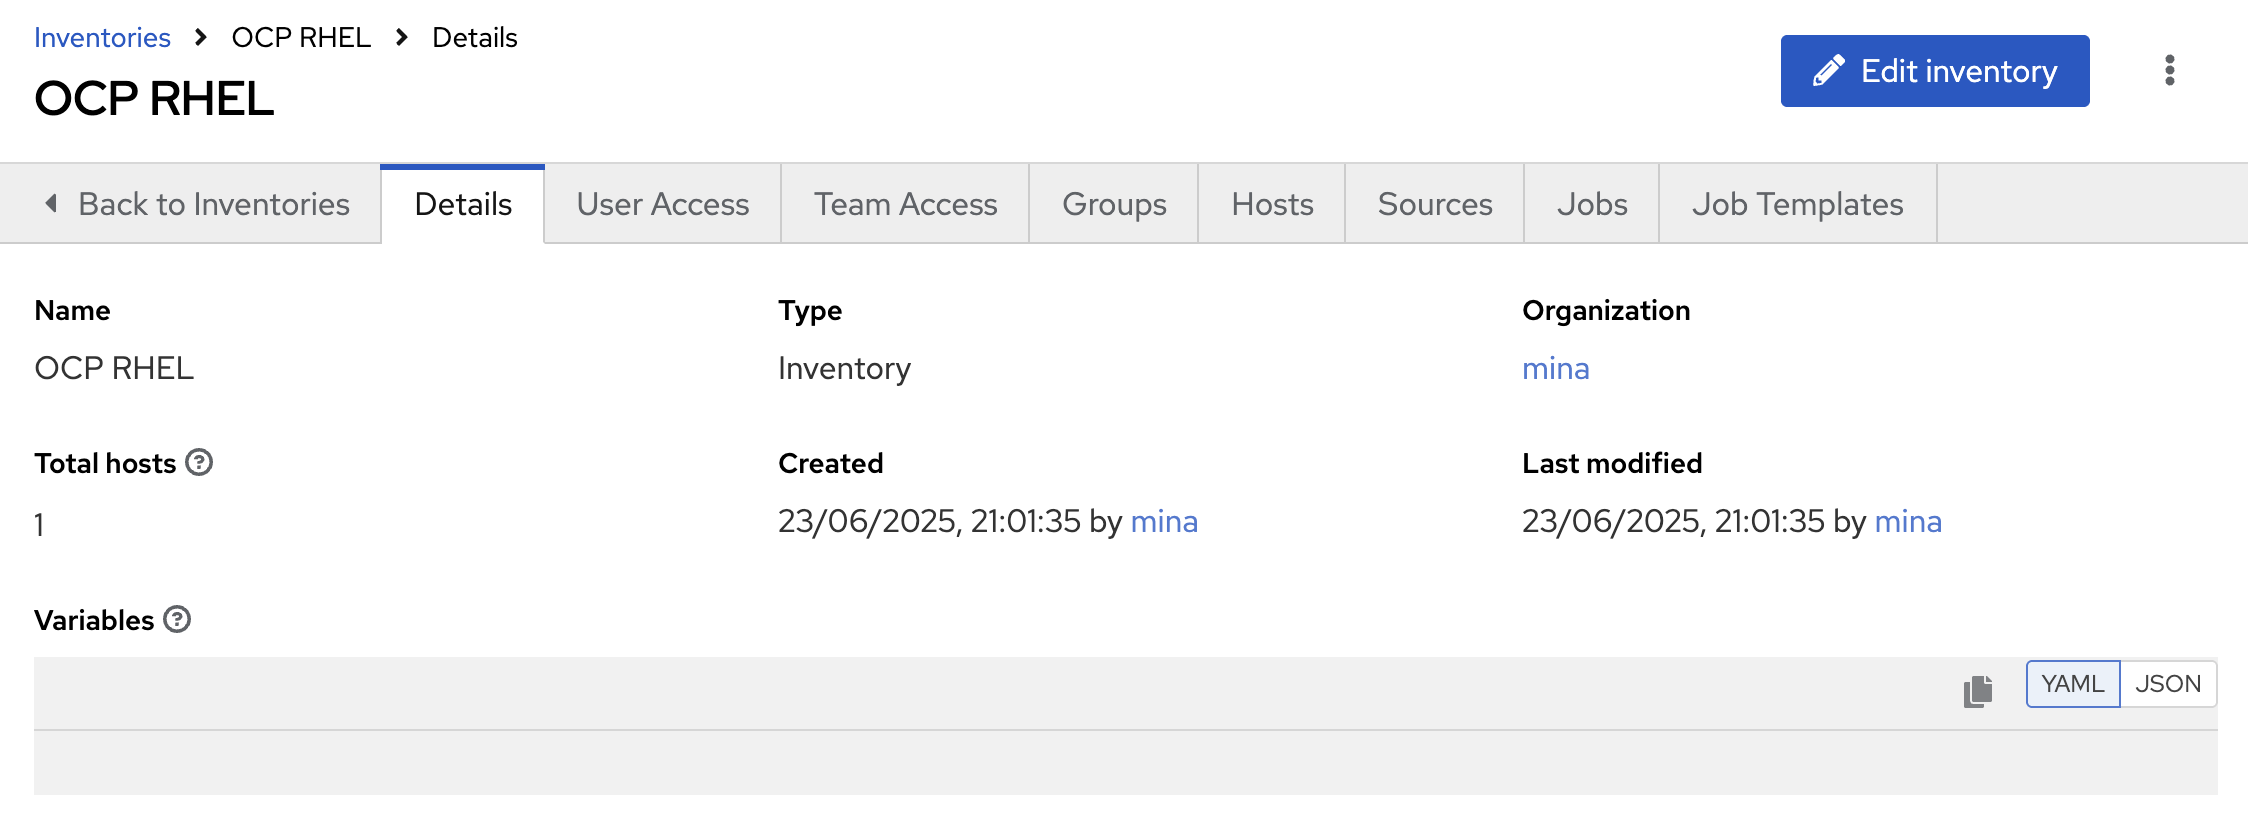 Inventories > OCP RHEL > Details
OCP RHEL
Edit inventory
Back to Inventories Details User Access Team Access Groups Hosts Sources Jobs Job Templates
Name Type Organization
OCP RHEL Inventory mina
Total hosts Created Last modified
1 23/06/2025, 21:01:35 by mina 23/06/2025, 21:01:35 by mina
Variables
YAML JSON